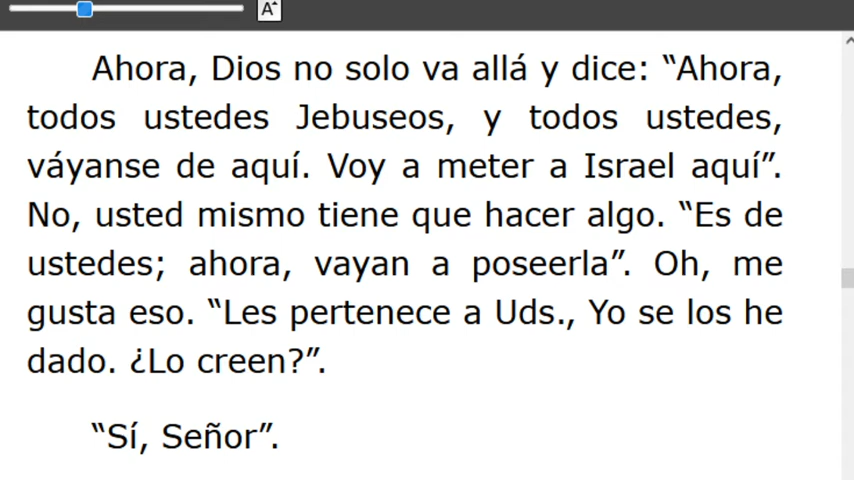 A
Ahora, Dios no solo va allá y dice: “Ahora,
todos ustedes Jebuseos, y todos ustedes,
váyanse de aquí. Voy a meter a Israel aquí”.
No, usted mismo tiene que hacer algo. “Es de
ustedes; ahora, vayan a poseerla”. Oh, me
gusta eso. “Les pertenece a Uds., Yo se los he
dado. ¿Lo creen?”.
“Sí, Señor”.